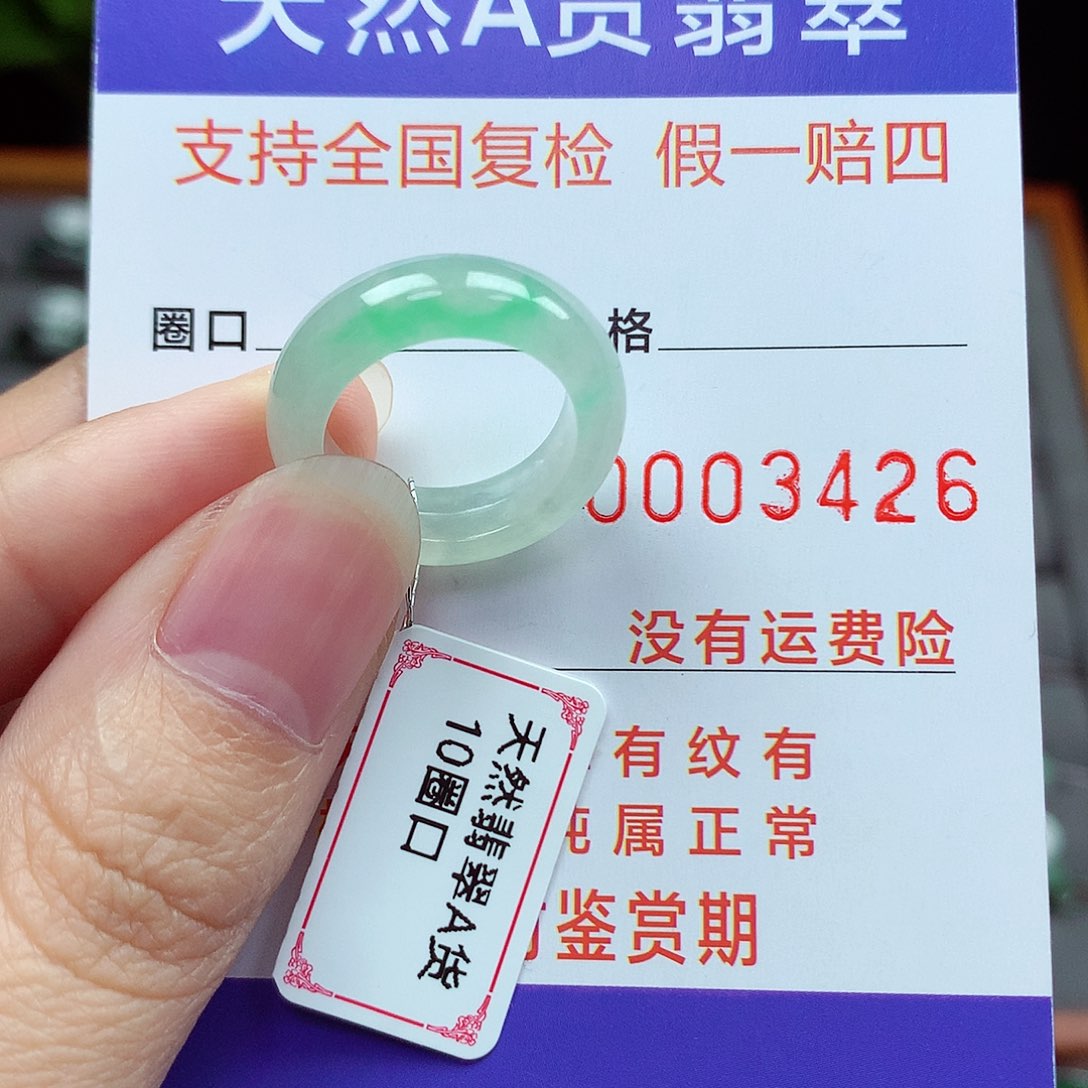 天然A货翡翠
支持全国复检 假一赔四
圈口 格
0003426
没有运费险
有纹有
纯属正常
鉴赏期
天然翡翠A货
10圈口